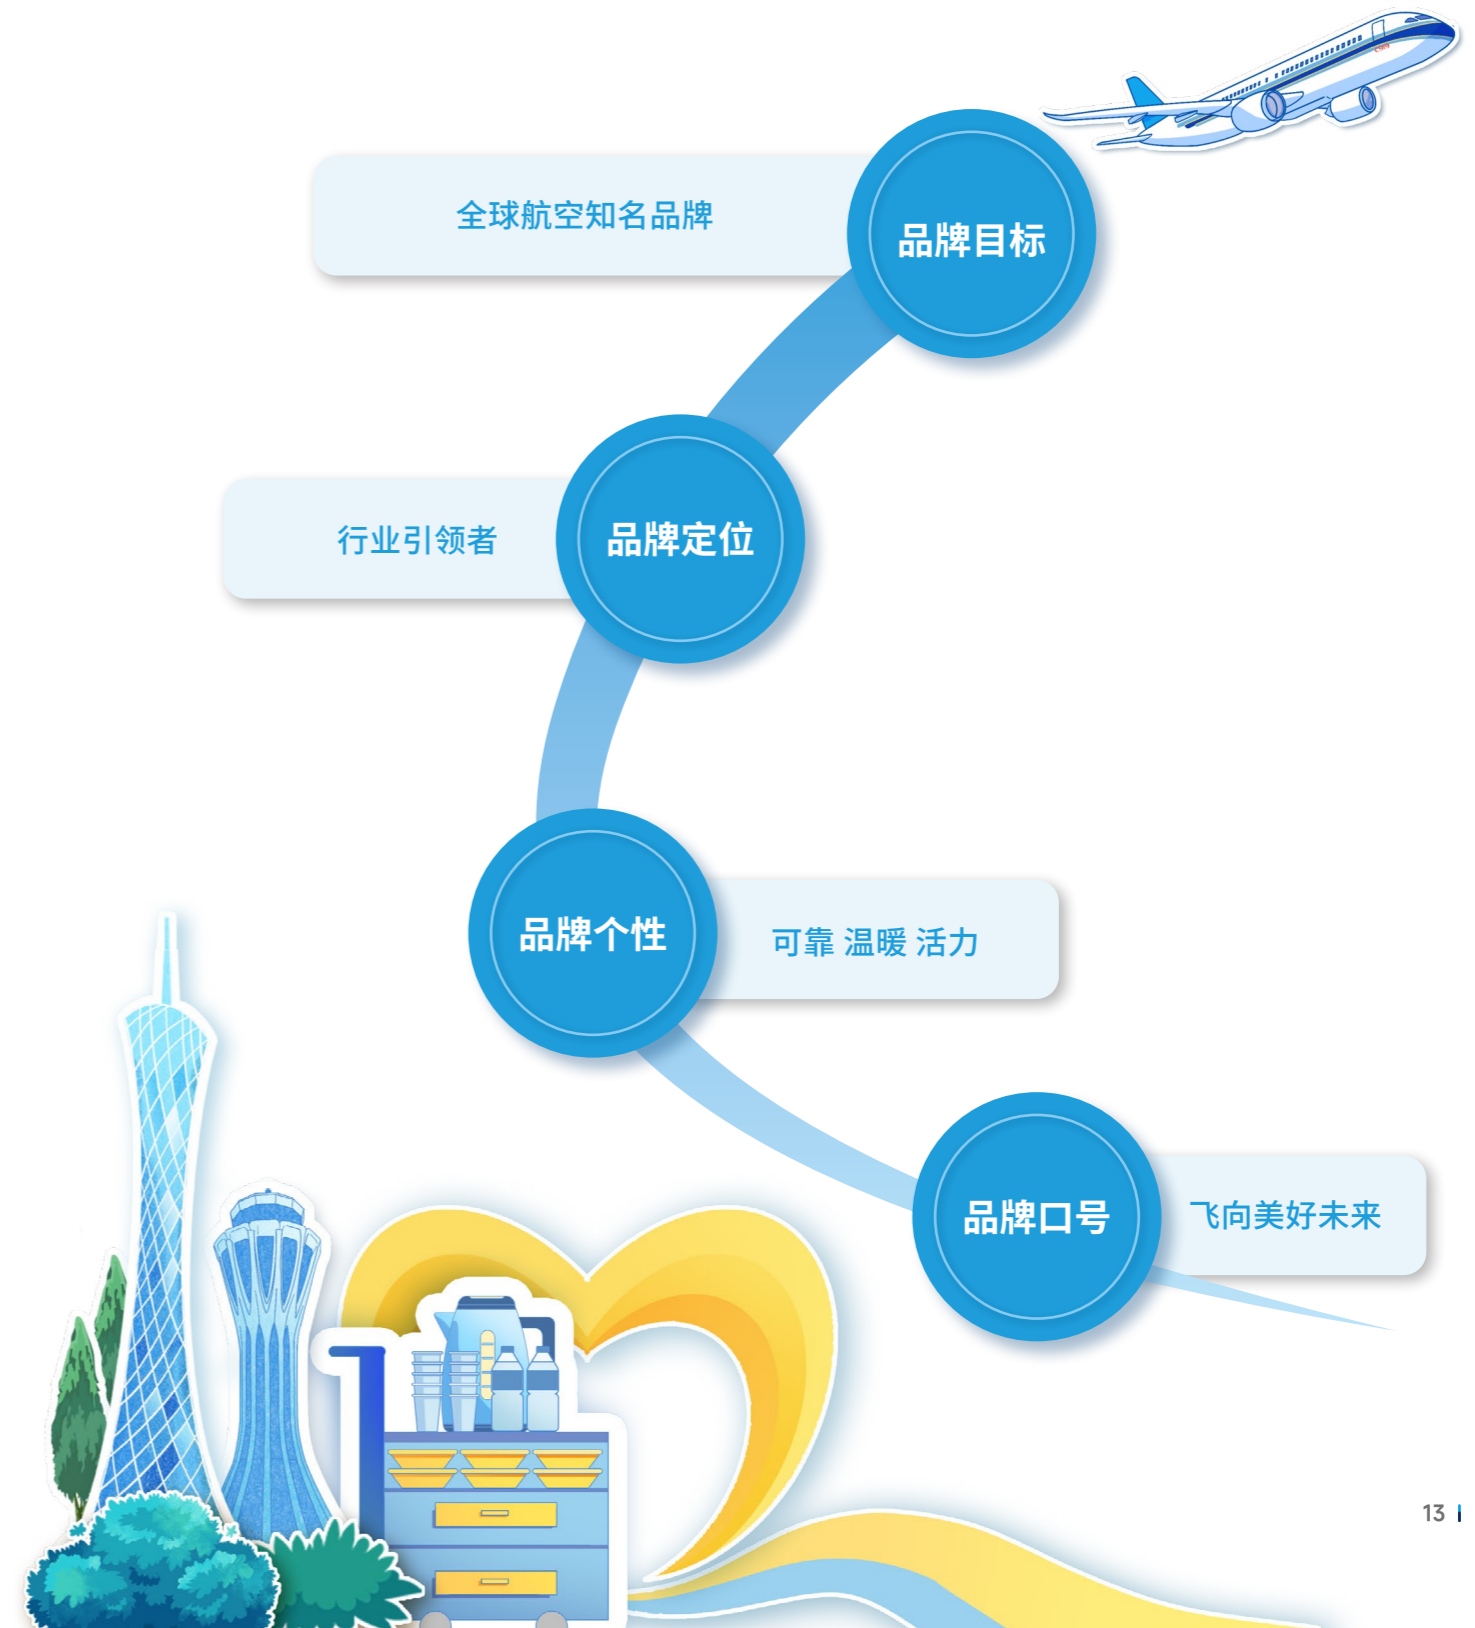 全球航空知名品牌
品牌目标
行业引领者
品牌定位
品牌个性
可靠 温暖 活力
品牌口号
飞向美好未来
13